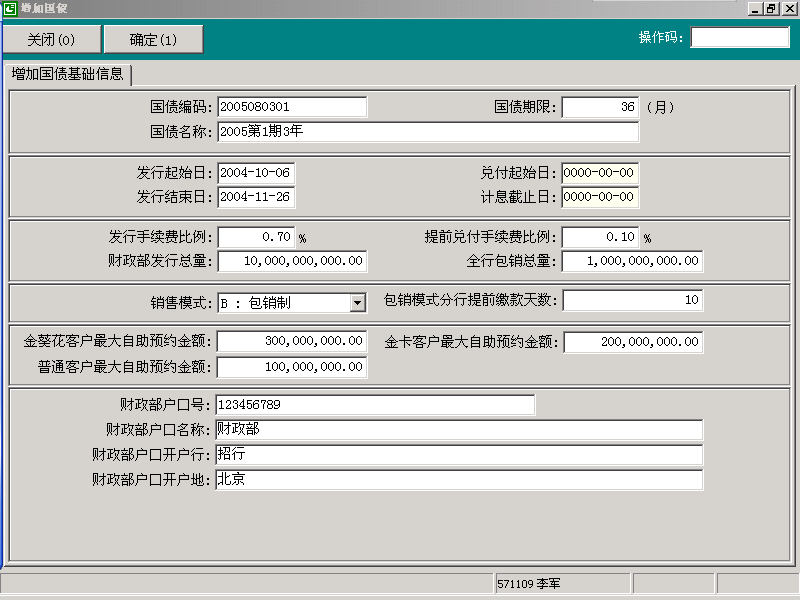 增加国债
关闭(0) 确定(1) 操作码:
增加国债基础信息
国债编码: 2005080301 国债期限: 36 (月)
国债名称: 2005第1期3年
发行起始日: 2004-10-06 兑付起始日: 0000-00-00
发行结束日: 2004-11-26 计息截止日: 0000-00-00
发行手续费比例: 0.70 % 提前兑付手续费比例: 0.10 %
财政部发行总量: 10,000,000,000.00 全行包销总量: 1,000,000,000.00
销售模式: B : 包销制 包销模式分行提前缴款天数: 10
金葵花客户最大自助预约金额: 300,000,000.00 金卡客户最大自助预约金额: 200,000,000.00
普通客户最大自助预约金额: 100,000,000.00
财政部户口号: 123456789
财政部户口名称: 财政部
财政部户口开户行: 招行
财政部户口开户地: 北京
571109 李军